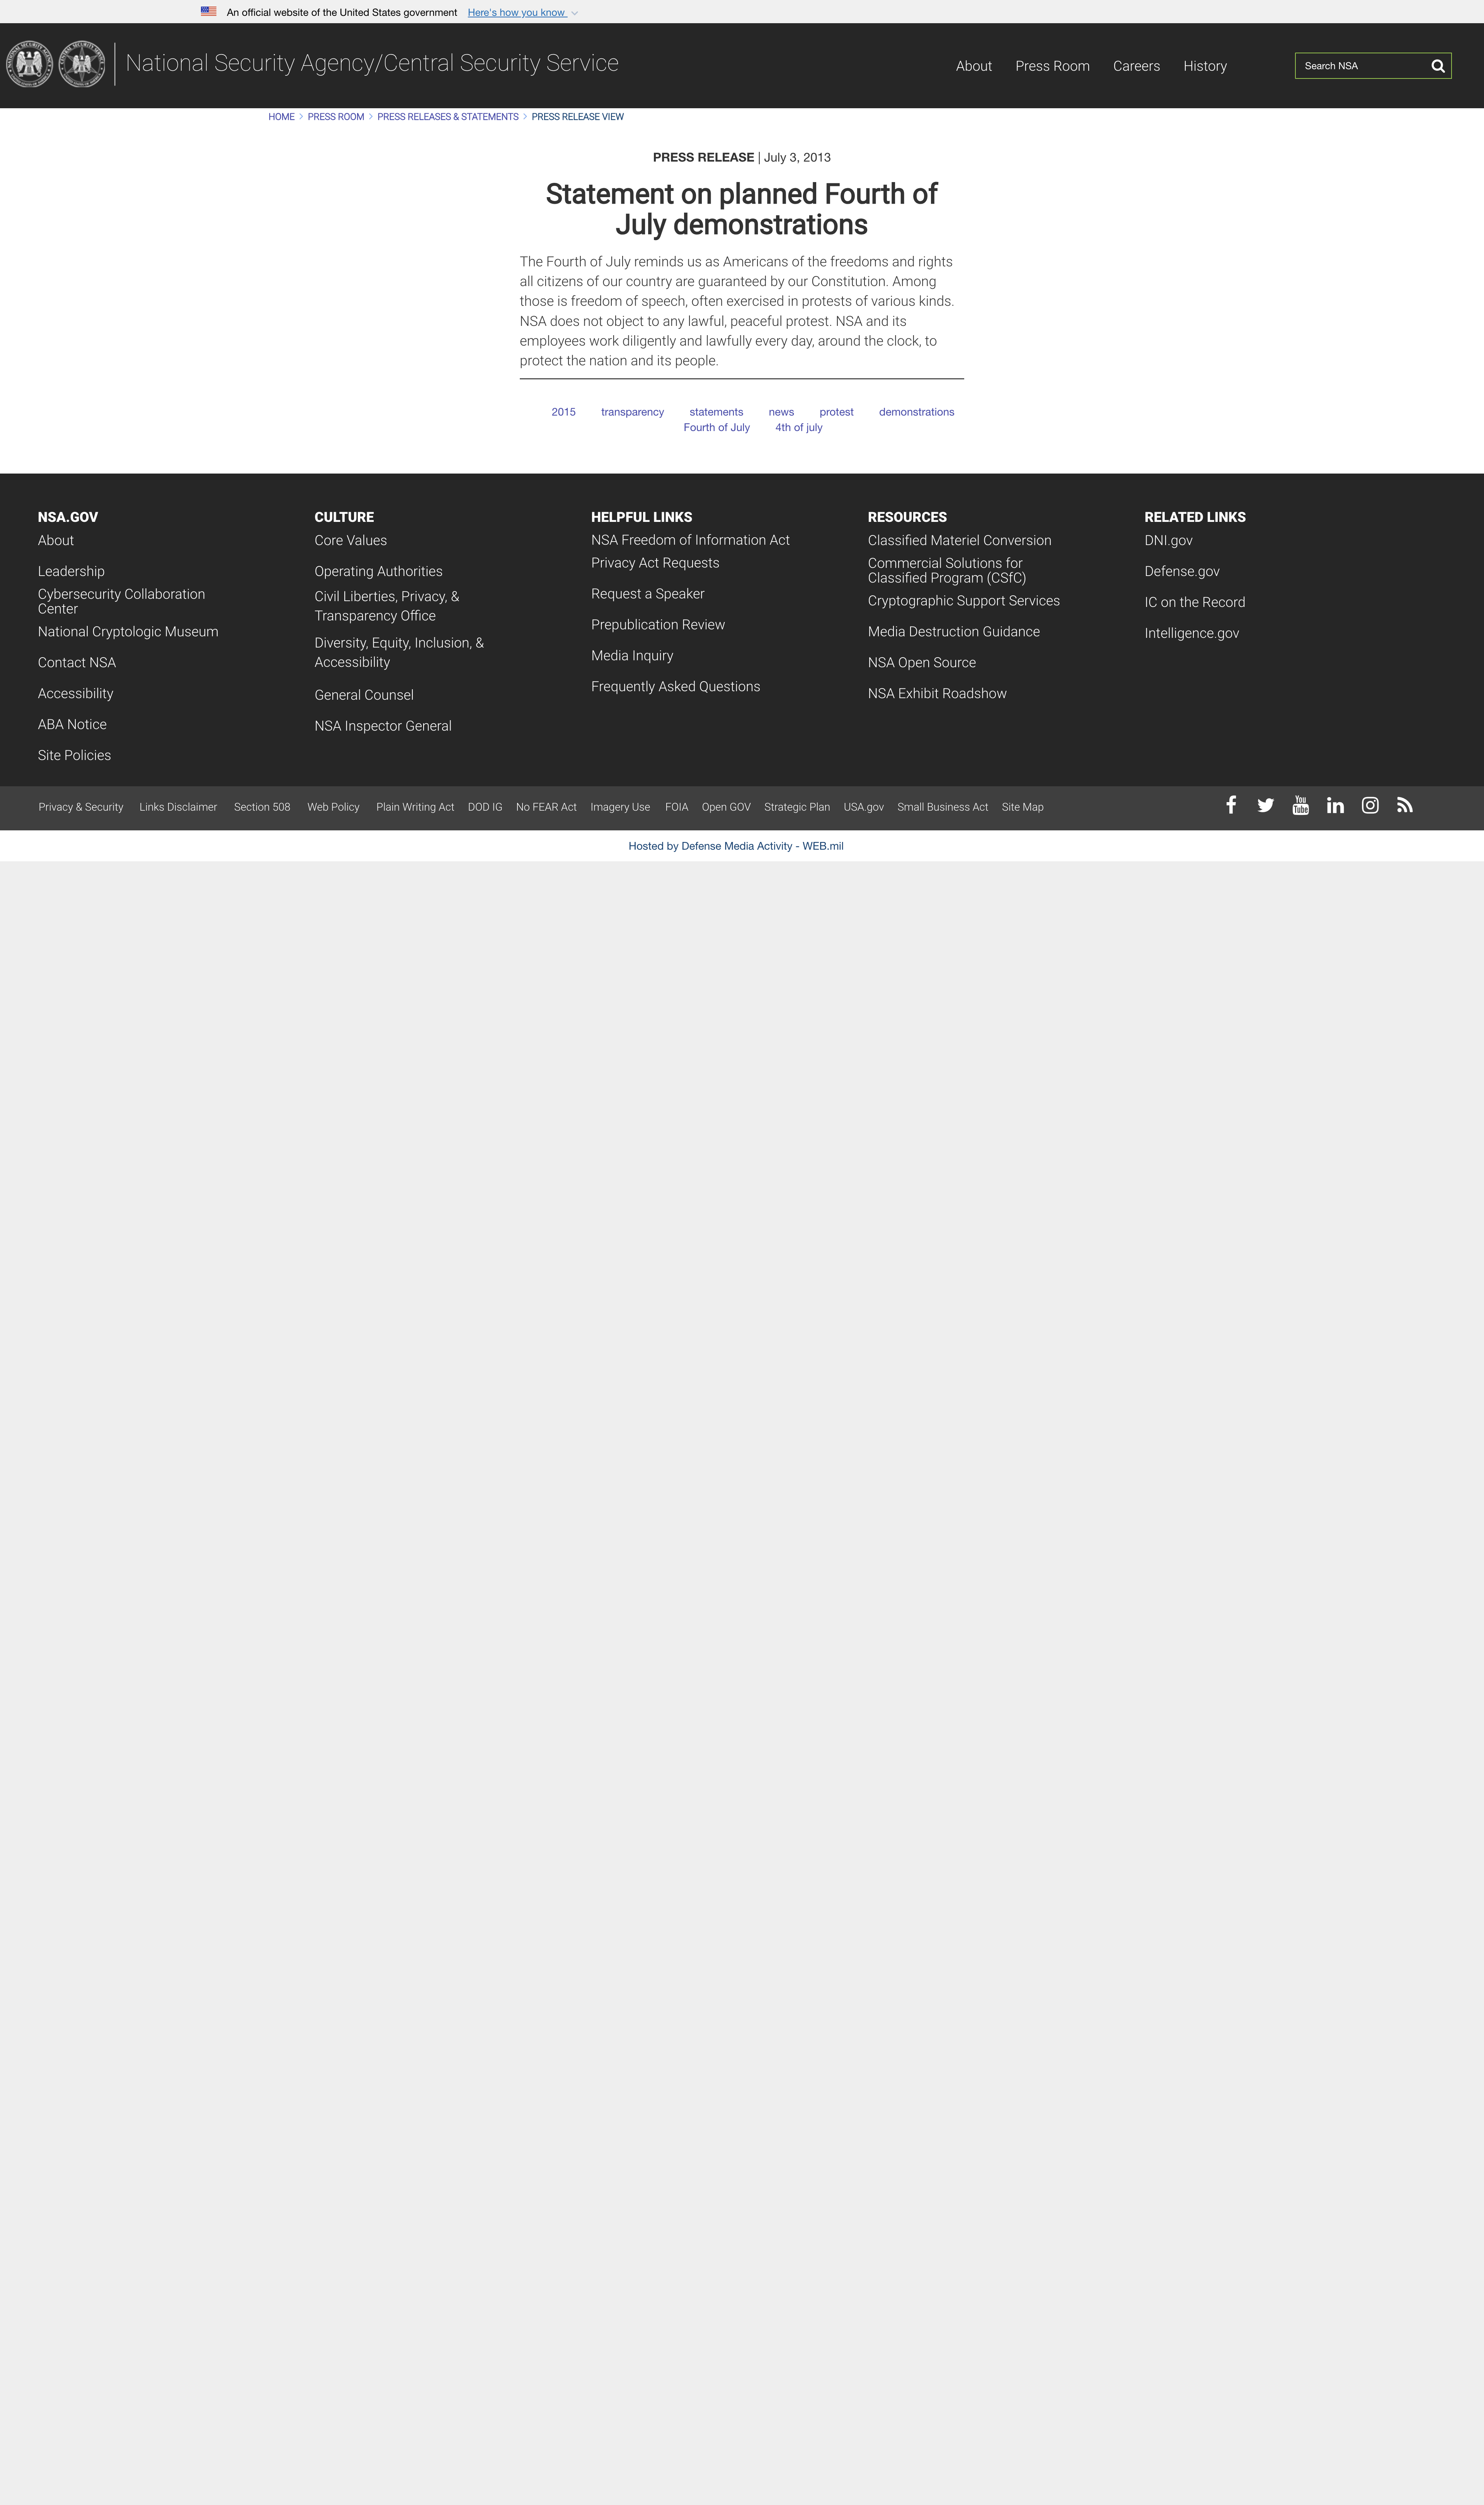 An official website of the United States government Here's how you know
National Security Agency/Central Security Service
About Press Room Careers History
Search NSA
HOME PRESS ROOM PRESS RELEASES & STATEMENTS PRESS RELEASE VIEW
PRESS RELEASE | July 3, 2013
Statement on planned Fourth of
July demonstrations
The Fourth of July reminds us as Americans of the freedoms and rights
all citizens of our country are guaranteed by our Constitution. Among
those is freedom of speech, often exercised in protests of various kinds.
NSA does not object to any lawful, peaceful protest. NSA and its
employees work diligently and lawfully every day, around the clock, to
protect the nation and its people.
2015 transparency statements news protest demonstrations
Fourth of July 4th of july
NSA.GOV
About
Leadership
Cybersecurity Collaboration
Center
National Cryptologic Museum
Contact NSA
Accessibility
ABA Notice
Site Policies
CULTURE
Core Values
Operating Authorities
Civil Liberties, Privacy, &
Transparency Office
Diversity, Equity, Inclusion, &
Accessibility
General Counsel
NSA Inspector General
HELPFUL LINKS
NSA Freedom of Information Act
Privacy Act Requests
Request a Speaker
Prepublication Review
Media Inquiry
Frequently Asked Questions
RESOURCES
Classified Materiel Conversion
Commercial Solutions for
Classified Program (CSfC)
Cryptographic Support Services
Media Destruction Guidance
NSA Open Source
NSA Exhibit Roadshow
RELATED LINKS
DNI.gov
Defense.gov
IC on the Record
Intelligence.gov
Privacy & Security Links Disclaimer Section 508 Web Policy Plain Writing Act DOD IG No FEAR Act Imagery Use FOIA Open GOV Strategic Plan USA.gov Small Business Act Site Map
You
Tube
Hosted by Defense Media Activity - WEB.mil